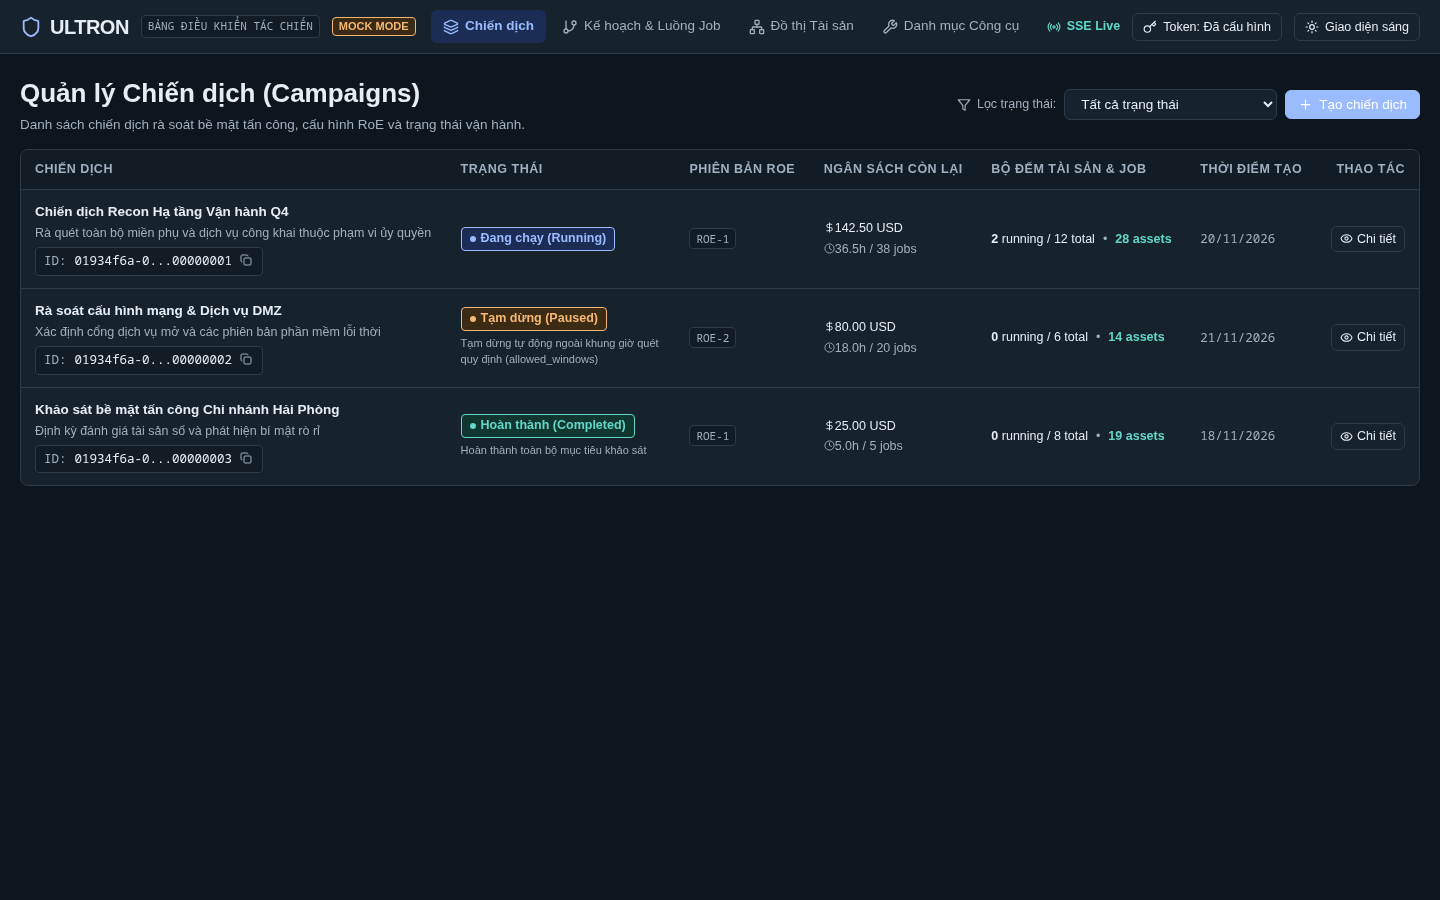 ULTRON
BẢNG ĐIỀU KHIỂN TÁC CHIẾN
MOCK MODE
Chiến dịch
Kế hoạch & Luồng Job
Đồ thị Tài sản
Danh mục Công cụ
SSE Live
Token: Đã cấu hình
Giao diện sáng
Quản lý Chiến dịch (Campaigns)
Danh sách chiến dịch rà soát bề mặt tấn công, cấu hình RoE và trạng thái vận hành.
Lọc trạng thái:
Tất cả trạng thái
Tạo chiến dịch
CHIẾN DỊCH
TRẠNG THÁI
PHIÊN BẢN ROE
NGÂN SÁCH CÒN LẠI
BỘ ĐẾM TÀI SẢN & JOB
THỜI ĐIỂM TẠO
THAO TÁC
Chiến dịch Recon Hạ tầng Vận hành Q4
Rà quét toàn bộ miền phụ và dịch vụ công khai thuộc phạm vi ủy quyền
ID: 01934f6a-0...00000001
Đang chạy (Running)
ROE-1
$142.50 USD
36.5h / 38 jobs
2 running / 12 total • 28 assets
20/11/2026
Chi tiết
Rà soát cấu hình mạng & Dịch vụ DMZ
Xác định cổng dịch vụ mở và các phiên bản phần mềm lỗi thời
ID: 01934f6a-0...00000002
Tạm dừng (Paused)
Tạm dừng tự động ngoài khung giờ quét
quy định (allowed_windows)
ROE-2
$80.00 USD
18.0h / 20 jobs
0 running / 6 total • 14 assets
21/11/2026
Chi tiết
Khảo sát bề mặt tấn công Chi nhánh Hải Phòng
Định kỳ đánh giá tài sản số và phát hiện bí mật rò rỉ
ID: 01934f6a-0...00000003
Hoàn thành (Completed)
Hoàn thành toàn bộ mục tiêu khảo sát
ROE-1
$25.00 USD
5.0h / 5 jobs
0 running / 8 total • 19 assets
18/11/2026
Chi tiết